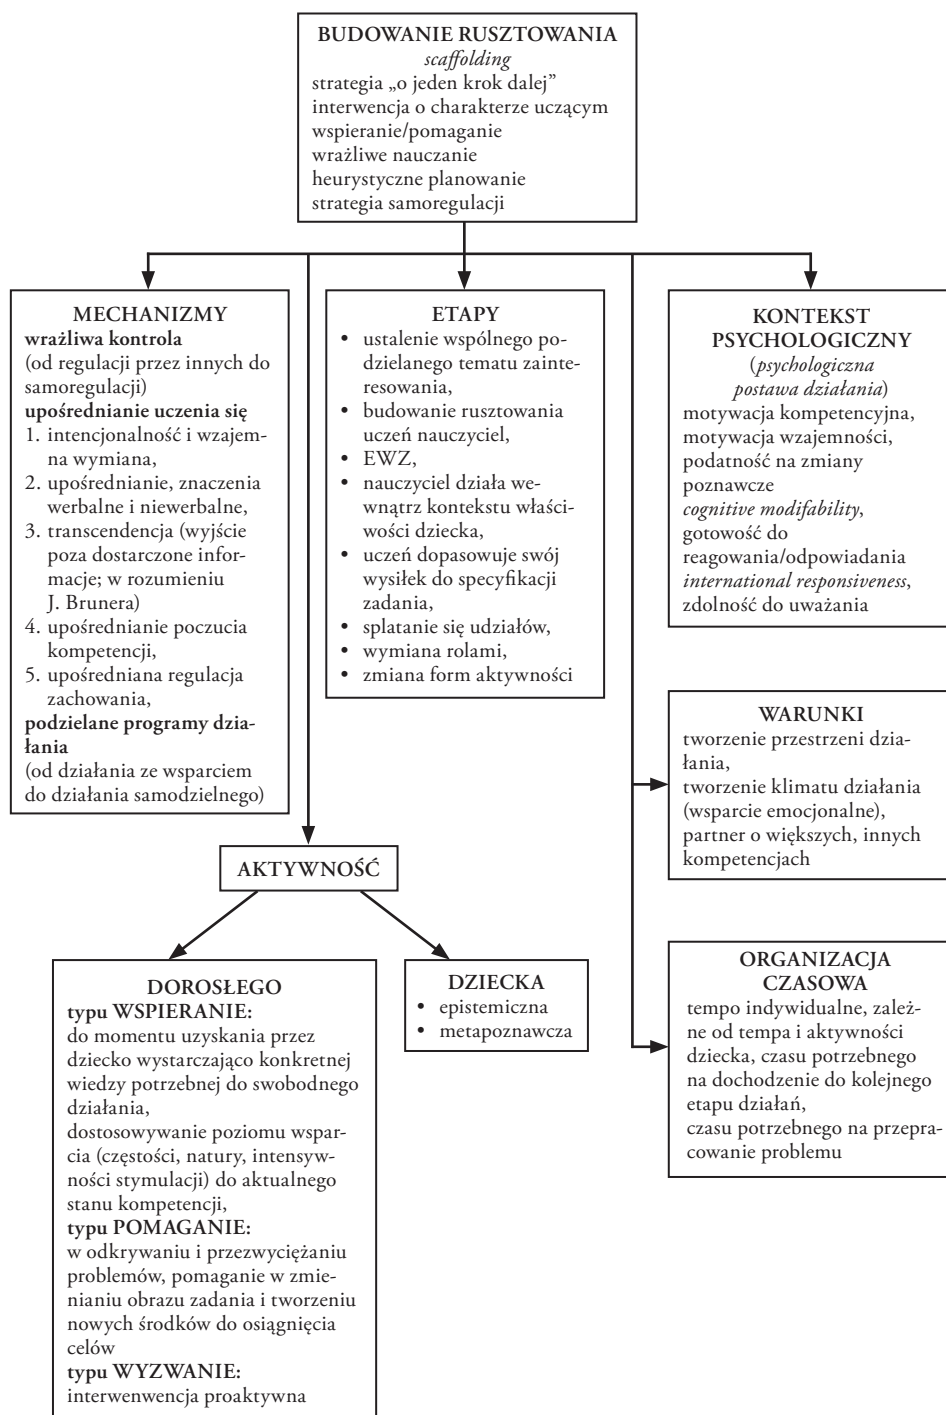 BUDOWANIE RUSZTOWANIA
scaffolding
strategia „o jeden krok dalej”
interwencja o charakterze uczącym
wspieranie/pomaganie
wrażliwe nauczanie
heurystyczne planowanie
strategia samoregulacji
MECHANIZMY
wrażliwa kontrola
(od regulacji przez innych do
samoregulacji)
upośrednianie uczenia się
1. intencjonalność i wzajem-
na wymiana,
2. upośrednianie, znaczenia
werbalne i niewerbalne,
3. transcendencja (wyjście
poza dostarczone infor-
macje; w rozumieniu
J. Brunera)
4. upośrednianie poczucia
kompetencji,
5. upośredniana regulacja
zachowania,
podzielane programy dzia-
łania
(od działania ze wsparciem
do działania samodzielnego)
ETAPY
• ustalenie wspólnego po-
dzielanego tematu zainte-
resowania,
• budowanie rusztowania
uczeń nauczyciel,
• EWZ,
• nauczyciel działa we-
wnątrz kontekstu właści-
wości dziecka,
• uczeń dopasowuje swój
wysiłek do specyfikacji
zadania,
• splatanie się udziałów,
• wymiana rolami,
• zmiana form aktywności
KONTEKST
PSYCHOLOGICZNY
(psychologiczna
postawa działania)
motywacja kompetencyjna,
motywacja wzajemności,
podatność na zmiany
poznawcze
cognitive modifability,
gotowość do
reagowania/odpowiadania
international responsiveness,
zdolność do uważania
WARUNKI
tworzenie przestrzeni dzia-
łania,
tworzenie klimatu działania
(wsparcie emocjonalne),
partner o większych, innych
kompetencjach
AKTYWNOŚĆ
DOROSŁEGO
typu WSPIERANIE:
do momentu uzyskania przez
dziecko wystarczająco konkretnej
wiedzy potrzebnej do swobodnego
działania,
dostosowywanie poziomu wspar-
cia (częstości, natury, intensyw-
ności stymulacji) do aktualnego
stanu kompetencji,
typu POMAGANIE:
w odkrywaniu i przezwyciężaniu
problemów, pomaganie w zmie-
nianiu obrazu zadania i tworzeniu
nowych środków do osiągnięcia
celów
typu WYZWANIE:
interwenwencja proaktywna
DZIECKA
• epistemiczna
• metapoznawcza
ORGANIZACJA
CZASOWA
tempo indywidualne, zależ-
ne od tempa i aktywności
dziecka, czasu potrzebnego
na dochodzenie do kolejnego
etapu działań,
czasu potrzebnego na przepra-
cowanie problemu